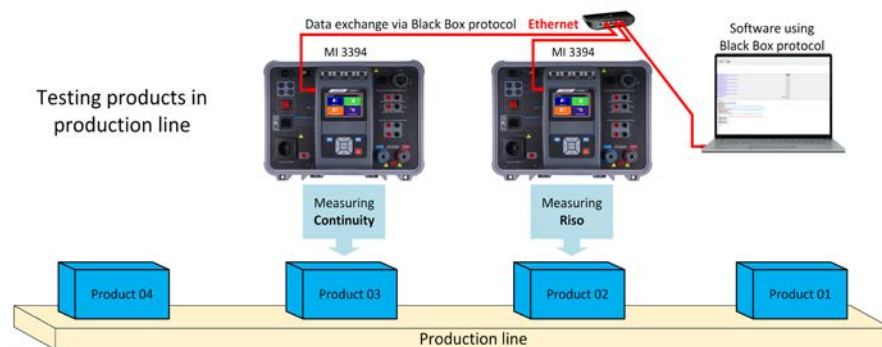 Data exchange via Black Box protocol Ethernet
MI 3394
MI 3394
Software using
Black Box protocol
Testing products in
production line
Measuring
Continuity
Measuring
Riso
Product 04
Product 03
Product 02
Product 01
Production line